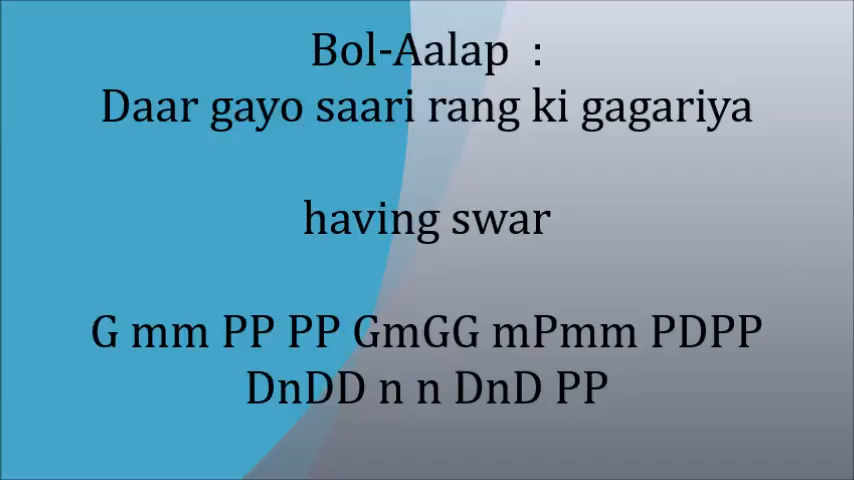 Bol-Aalap :
Daar gayo saari rang ki gagariya
having swar
G mm PP PP GmGG mPmm PDPP
DnDD n n DnD PP